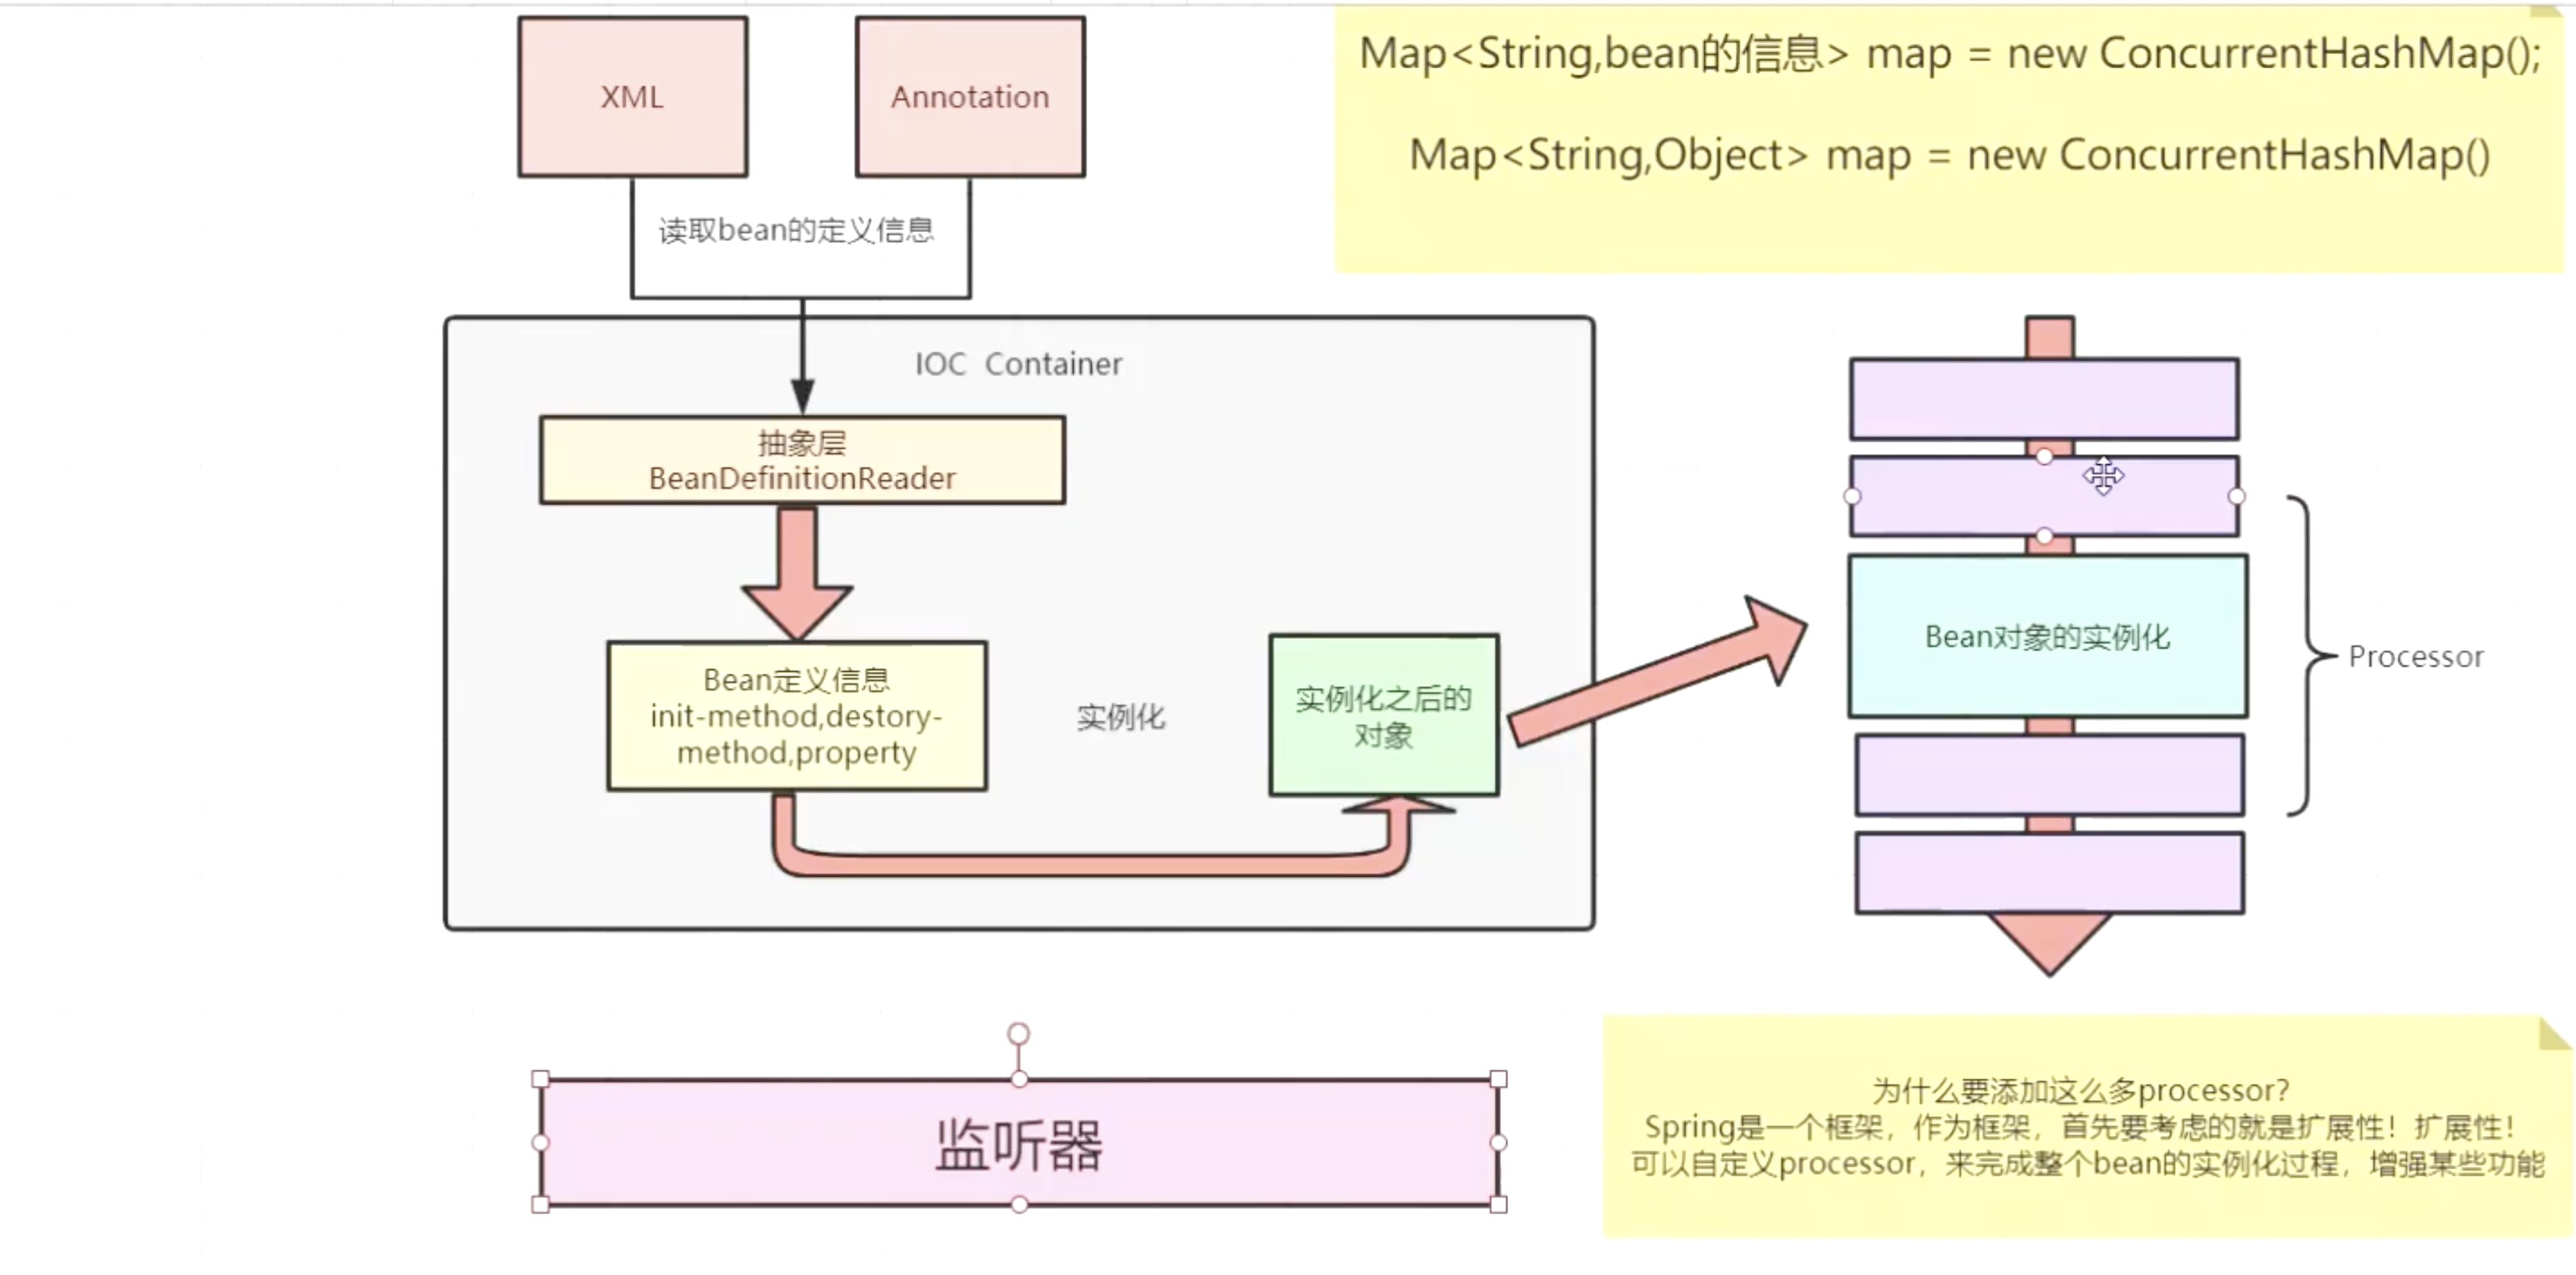 XML
Annotation
Map<String,bean的信息> map = new ConcurrentHashMap();
Map<String,Object> map = new ConcurrentHashMap()
读取bean的定义信息
IOC Container
抽象层
BeanDefinitionReader
Bean定义信息
init-method,destory-
method,property
实例化
实例化之后的
对象
Bean对象的实例化
Processor
监听器
为什么要添加这么多processor?
Spring是一个框架，作为框架，首先要考虑的就是扩展性！扩展性！
可以自定义processor，来完成整个bean的实例化过程，增强某些功能